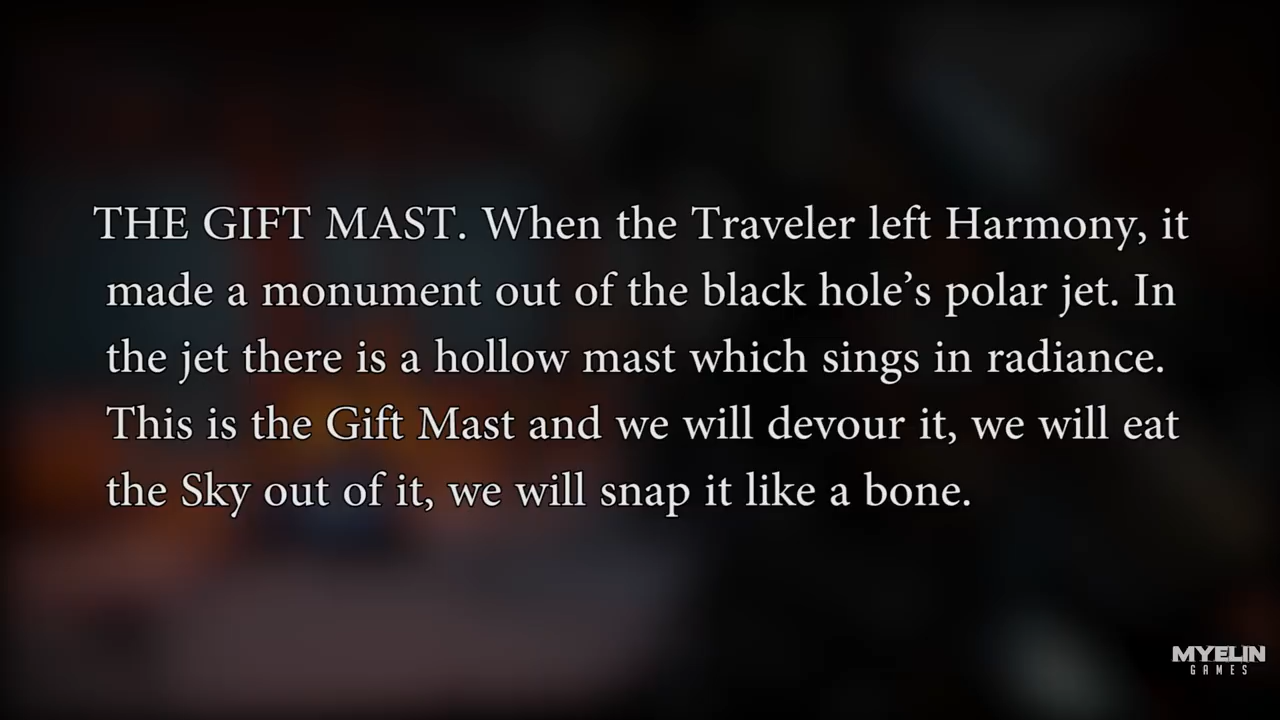 THE GIFT MAST. When the Traveler left Harmony, it
made a monument out of the black hole’s polar jet. In
the jet there is a hollow mast which sings in radiance.
This is the Gift Mast and we will devour it, we will eat
the Sky out of it, we will snap it like a bone.
MYELIN
GAMES